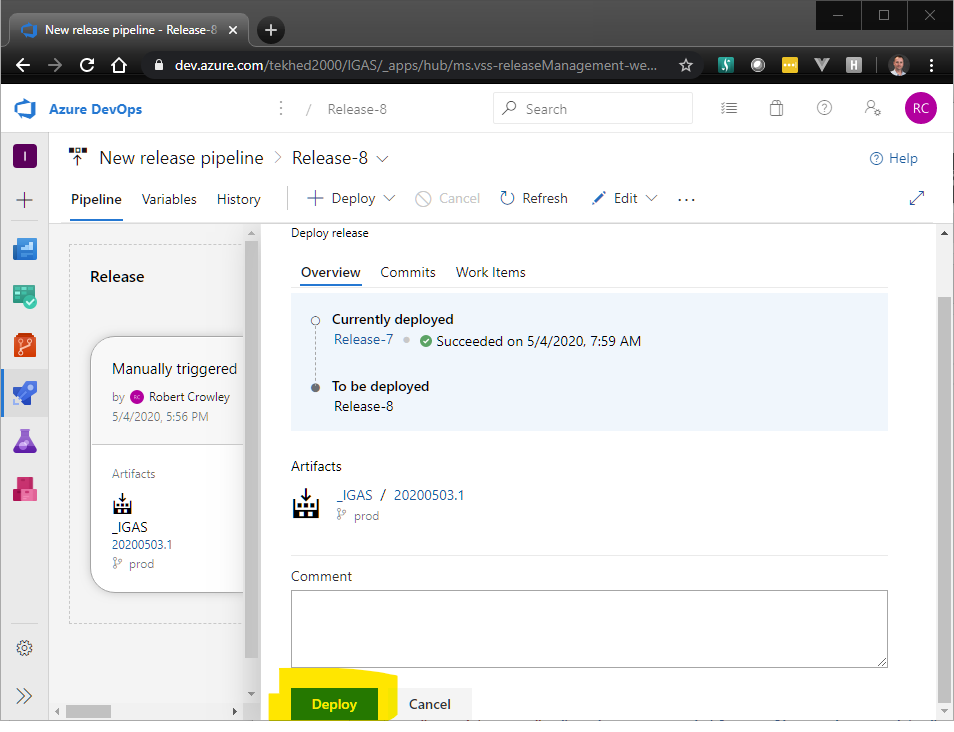 New release pipeline - Release-8
dev.azure.com/tekhed2000/IGAS/_apps/hub/ms.vss-releaseManagement-we...
H
Azure DevOps
/ Release-8
Search
RC
I
New release pipeline > Release-8
Help
Pipeline Variables History Deploy Cancel Refresh Edit ...
Release
Manually triggered
by RC Robert Crowley
5/4/2020, 5:56 PM
Artifacts
_IGAS
20200503.1
prod
Deploy release
Overview Commits Work Items
Currently deployed
Release-7 Succeeded on 5/4/2020, 7:59 AM
To be deployed
Release-8
Artifacts
_IGAS / 20200503.1
prod
Comment
Deploy Cancel